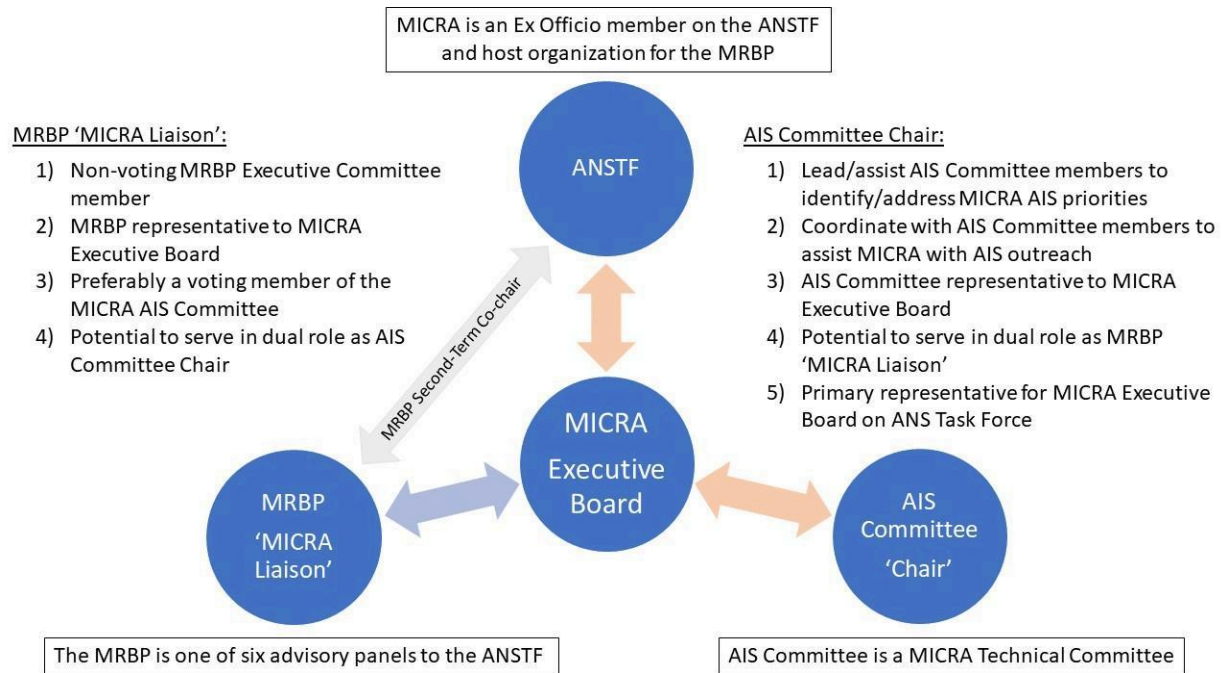 MICRA is an Ex Officio member on the ANSTF
and host organization for the MRBP
MRBP ‘MICRA Liaison’:
1) Non-voting MRBP Executive Committee
member
2) MRBP representative to MICRA
Executive Board
3) Preferably a voting member of the
MICRA AIS Committee
4) Potential to serve in dual role as AIS
Committee Chair
ANSTF
AIS Committee Chair:
1) Lead/assist AIS Committee members to
identify/address MICRA AIS priorities
2) Coordinate with AIS Committee members to
assist MICRA with AIS outreach
3) AIS Committee representative to MICRA
Executive Board
4) Potential to serve in dual role as MRBP
‘MICRA Liaison’
5) Primary representative for MICRA Executive
Board on ANS Task Force
MRBP Second-Term Co-chair
MICRA
Executive
Board
MRBP
‘MICRA
Liaison’
AIS
Committee
‘Chair’
The MRBP is one of six advisory panels to the ANSTF
AIS Committee is a MICRA Technical Committee